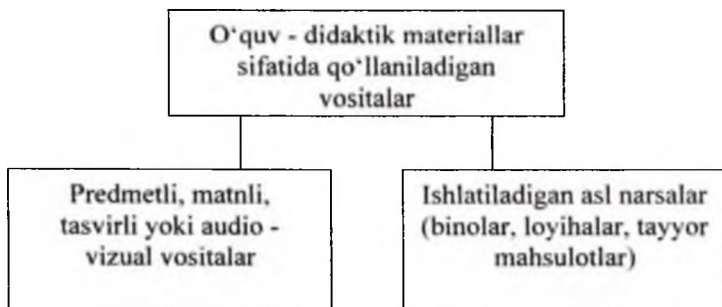 O‘quv - didaktik materiallar
sifatida qo‘llaniladigan
vositalar
Predmetli, matnli,
tasvirli yoki audio -
vizual vositalar
Ishlatiladigan asl narsalar
(binolar, loyihalar, tayyor
mahsulotlar)